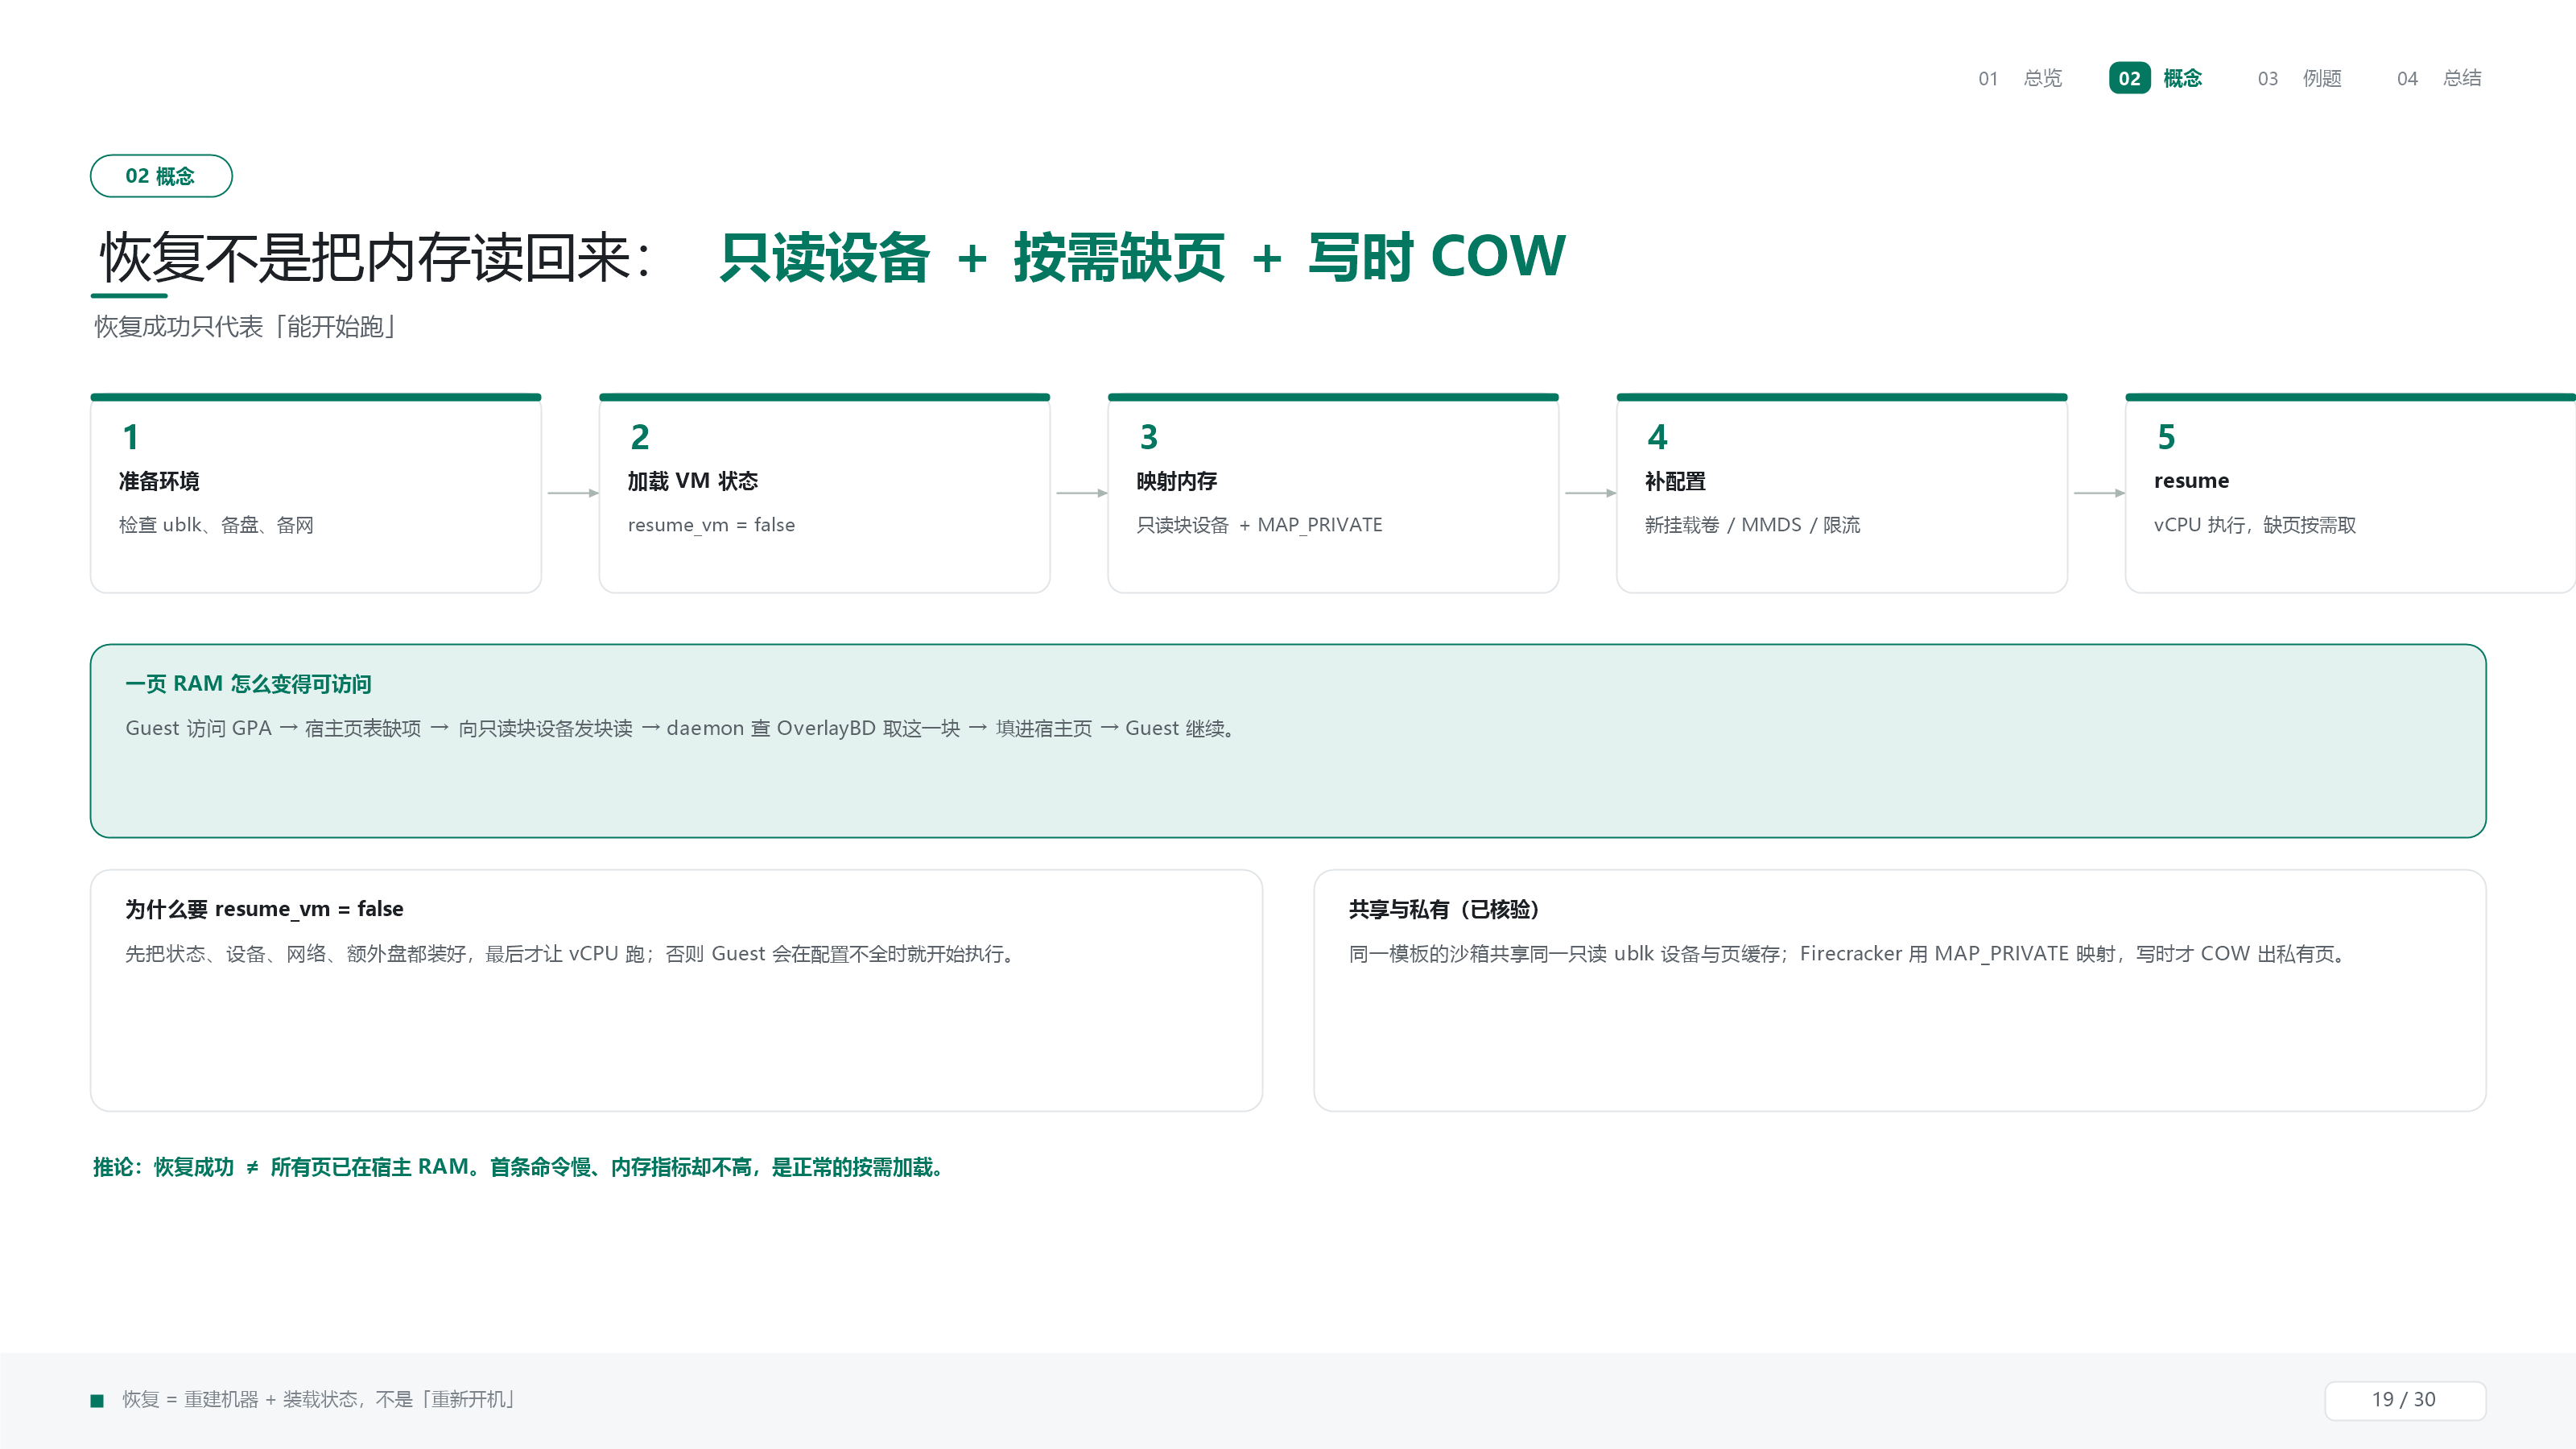 01 总览 02 概念 03 例题 04 总结
02 概念
恢复不是把内存读回来： 只读设备 + 按需缺页 + 写时 COW
恢复成功只代表「能开始跑」
1
准备环境
检查 ublk、备盘、备网
2
加载 VM 状态
resume_vm = false
3
映射内存
只读块设备 + MAP_PRIVATE
4
补配置
新挂载卷 / MMDS / 限流
5
resume
vCPU 执行，缺页按需取
一页 RAM 怎么变得可访问
Guest 访问 GPA → 宿主页表缺项 → 向只读块设备发块读 → daemon 查 OverlayBD 取这一块 → 填进宿主页 → Guest 继续。
为什么要 resume_vm = false
先把状态、设备、网络、额外盘都装好，最后才让 vCPU 跑；否则 Guest 会在配置不全时就开始执行。
共享与私有（已核验）
同一模板的沙箱共享同一只读 ublk 设备与页缓存；Firecracker 用 MAP_PRIVATE 映射，写时才 COW 出私有页。
推论：恢复成功 ≠ 所有页已在宿主 RAM。首条命令慢、内存指标却不高，是正常的按需加载。
恢复 = 重建机器 + 装载状态，不是「重新开机」
19 / 30